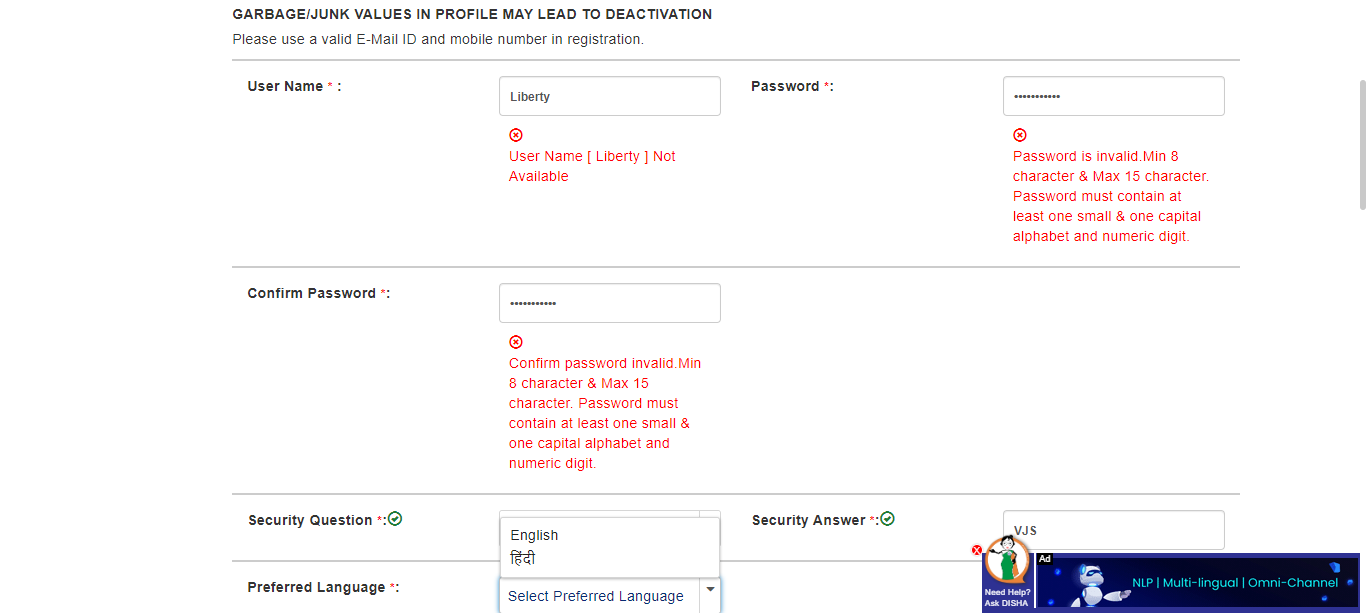 GARBAGE/JUNK VALUES IN PROFILE MAY LEAD TO DEACTIVATION
Please use a valid E-Mail ID and mobile number in registration.
User Name * :
Liberty
User Name [ Liberty ] Not
Available
Password *:
•••••••••••
Password is invalid.Min 8
character & Max 15 character.
Password must contain at
least one small & one capital
alphabet and numeric digit.
Confirm Password *:
•••••••••••
Confirm password invalid.Min
8 character & Max 15
character. Password must
contain at least one small &
one capital alphabet and
numeric digit.
Security Question *:
Security Answer *:
VJS
English
हिंदी
Preferred Language *:
Select Preferred Language
Need Help?
Ask DISHA
Ad
NLP | Multi-lingual | Omni-Channel